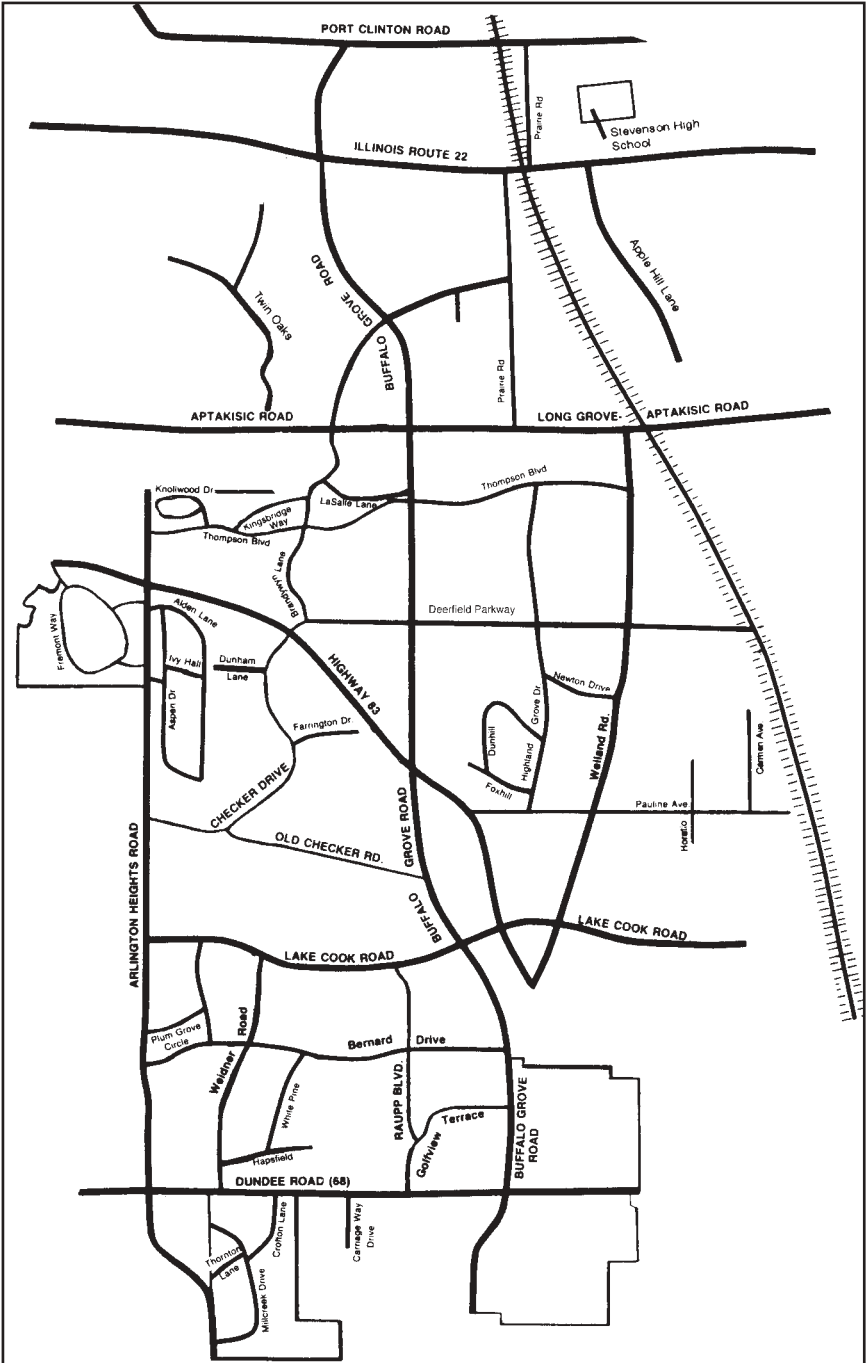 PORT CLINTON ROAD
Prairie Rd
Stevenson High
School
ILLINOIS ROUTE 22
Apple Hill Lane
Twin Oaks
BUFFALO
GROVE
ROAD
Prairie Rd
APTAKISIC ROAD
LONG GROVE- APTAKISIC ROAD
Knollwood Dr
Kingsbridge
Way
LaSalle Lane
Thompson Blvd
Thompson Blvd
Brandywyn Lane
Fremont Way
Alden Lane
Deerfield Parkway
Ivy Hall
Dunham
Lane
HIGHWAY 83
Aspen Dr
Farrington Dr.
Newton Drive
Grove Dr.
Dunhill
Highland
Foxhill
Weiland Rd.
Carmen Ave
Pauline Ave
Horatio
CHECKER DRIVE
OLD CHECKER RD.
GROVE ROAD
BUFFALO
ARLINGTON HEIGHTS ROAD
LAKE COOK ROAD
LAKE COOK ROAD
Plum Grove
Circle
Weidner
Road
Bernard
Drive
White Pine
RAUPP BLVD.
Golfview
Terrace
BUFFALO GROVE
ROAD
Hapsfield
DUNDEE ROAD (68)
Thornton
Lane
Crofton Lane
Carriage Way
Drive
Millcreek Drive